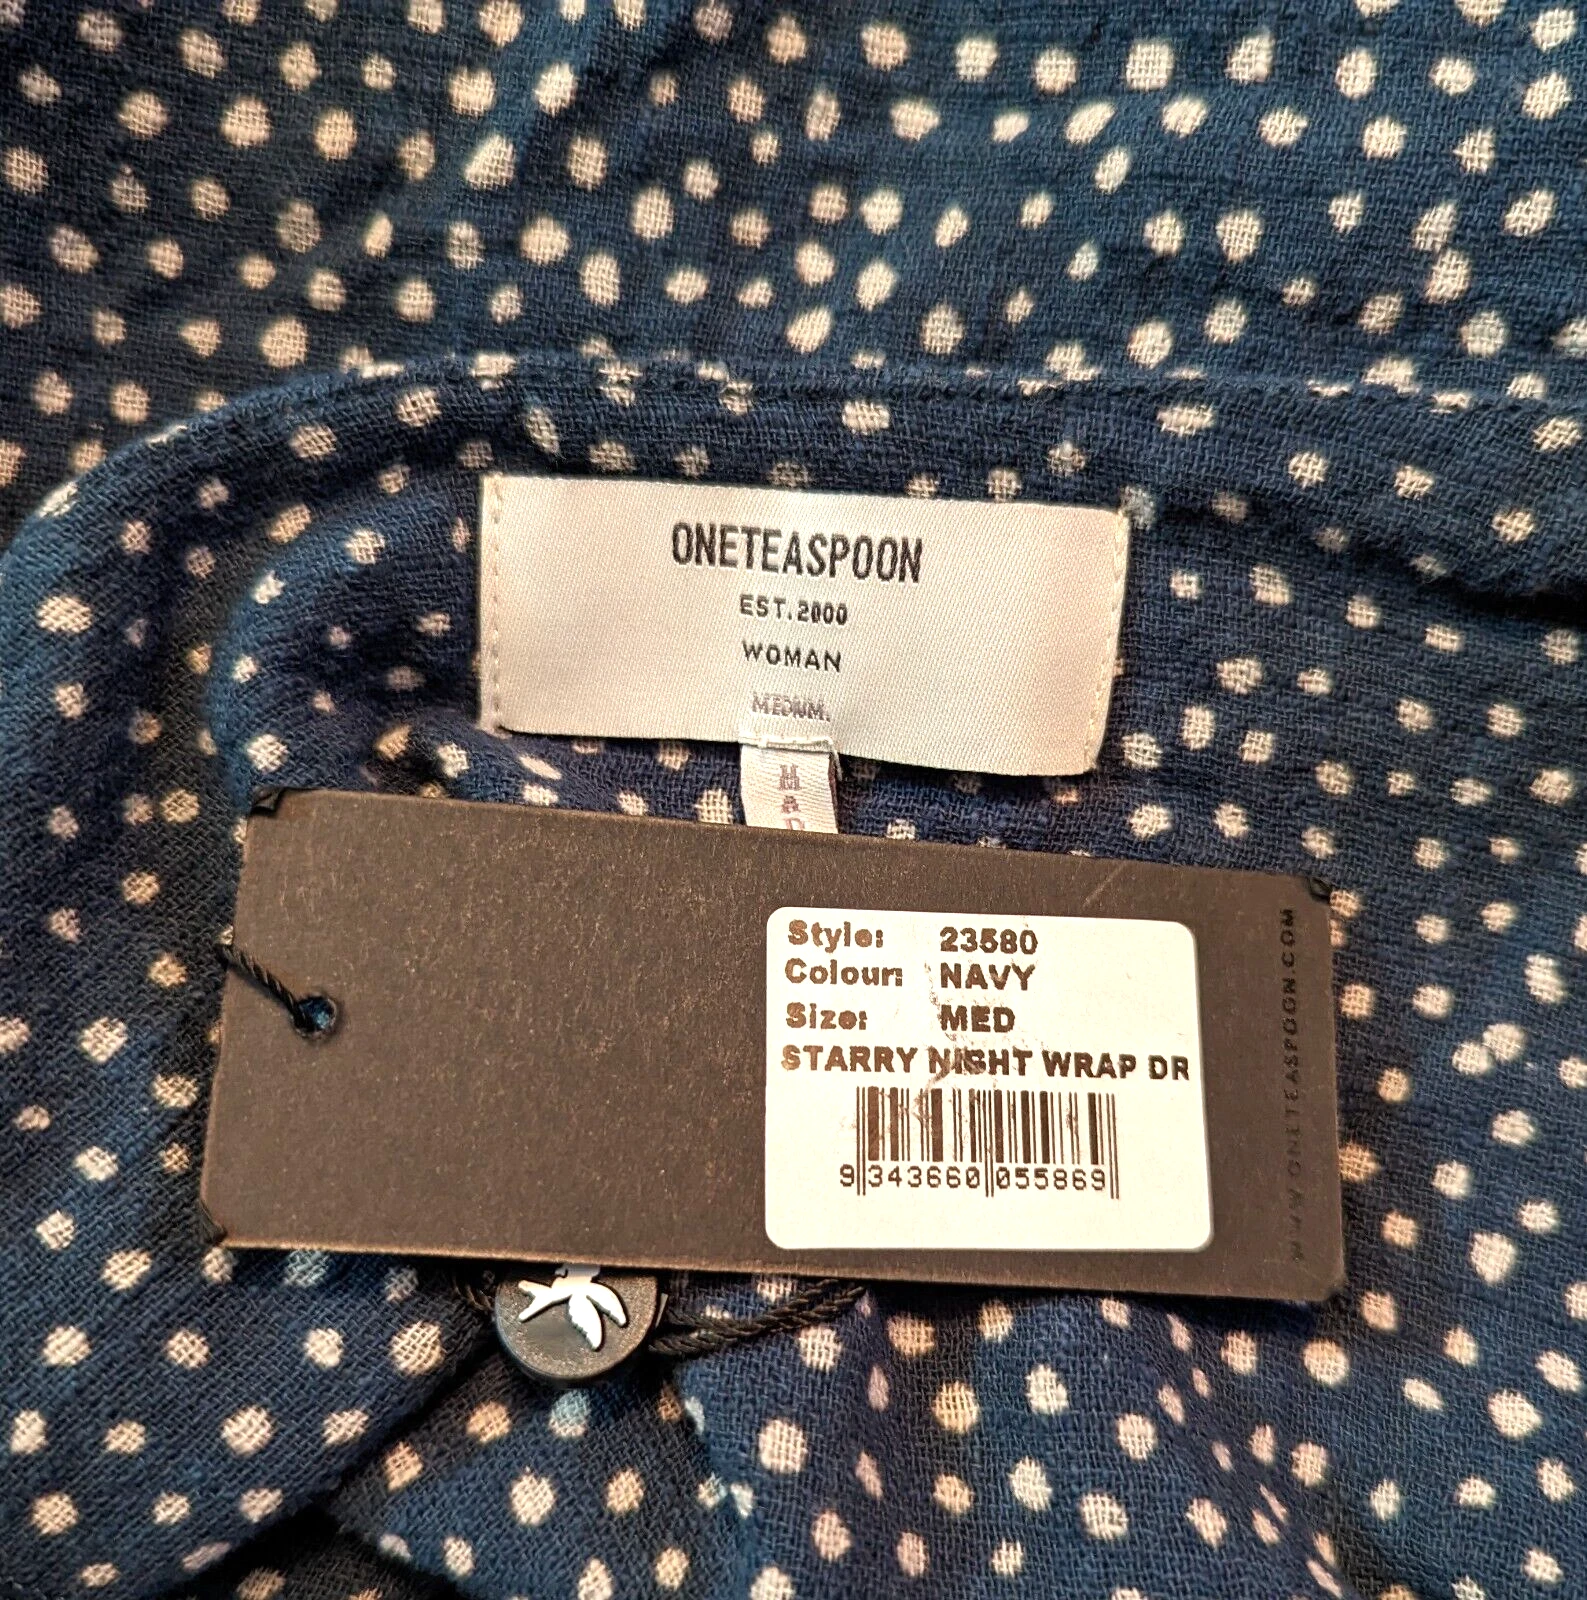 ONETEASPOON
EST.2000
WOMAN
MEDIUM.
MAD
Style: 23580
Colour: NAVY
Size: MED
STARRY NIGHT WRAP DR
9 343660 055869
WWW.ONETEASPOON.COM